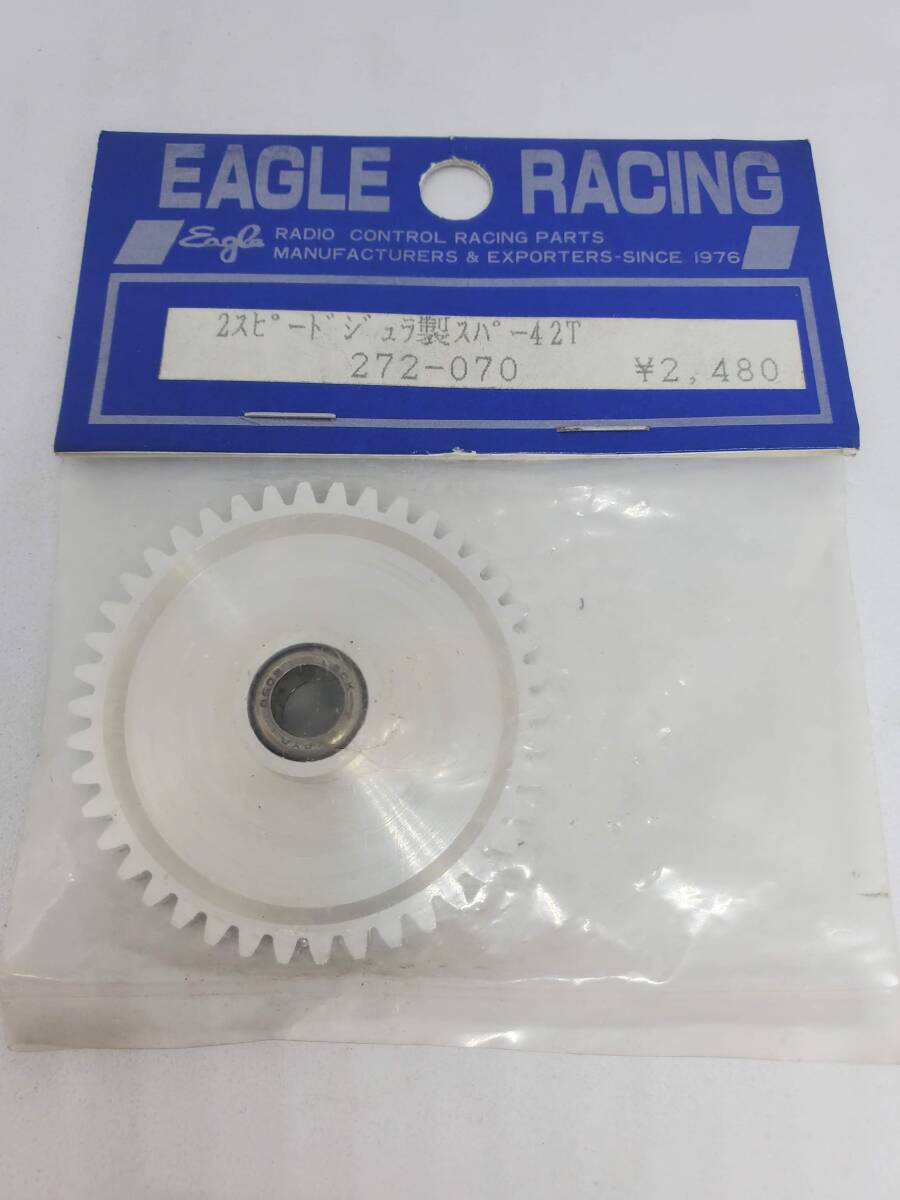 EAGLE RACING
Eagle RADIO CONTROL RACING PARTS
MANUFACTURERS & EXPORTERS-SINCE 1976
2ｽﾋﾟｰﾄﾞｼﾞｭﾗ製ｽﾊﾟｰ42T
272-070 ¥2,480